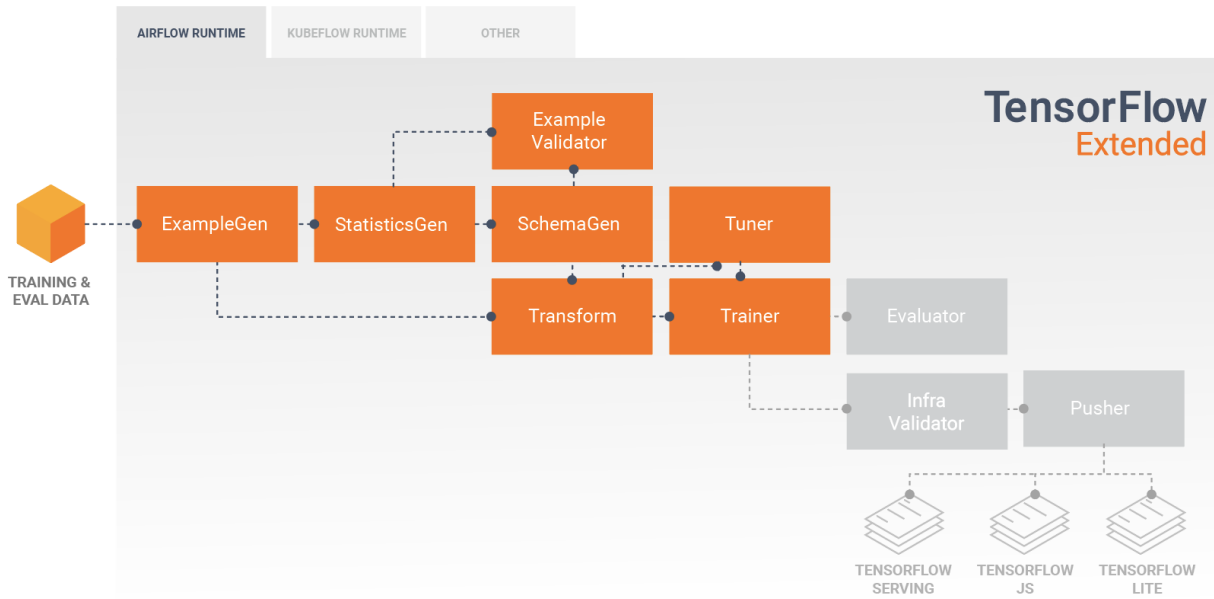 AIRFLOW RUNTIME
KUBEFLOW RUNTIME
OTHER
TensorFlow
Extended
Example
Validator
ExampleGen
StatisticsGen
SchemaGen
Tuner
TRAINING &
EVAL DATA
Transform
Trainer
Evaluator
Infra
Validator
Pusher
TENSORFLOW
SERVING
TENSORFLOW
JS
TENSORFLOW
LITE